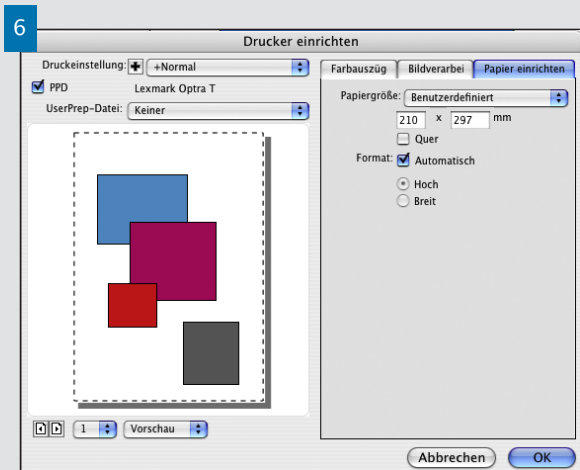 6
Drucker einrichten
Druckeinstellung: +Normal
PPD Lexmark Optra T
UserPrep-Datei: Keiner
1 Vorschau
Farbauszüg Bildverarbei Papier einrichten
Papiergröße: Benutzerdefiniert
210 x 297 mm
Quer
Format: Automatisch
Hoch
Breit
Abbrechen OK